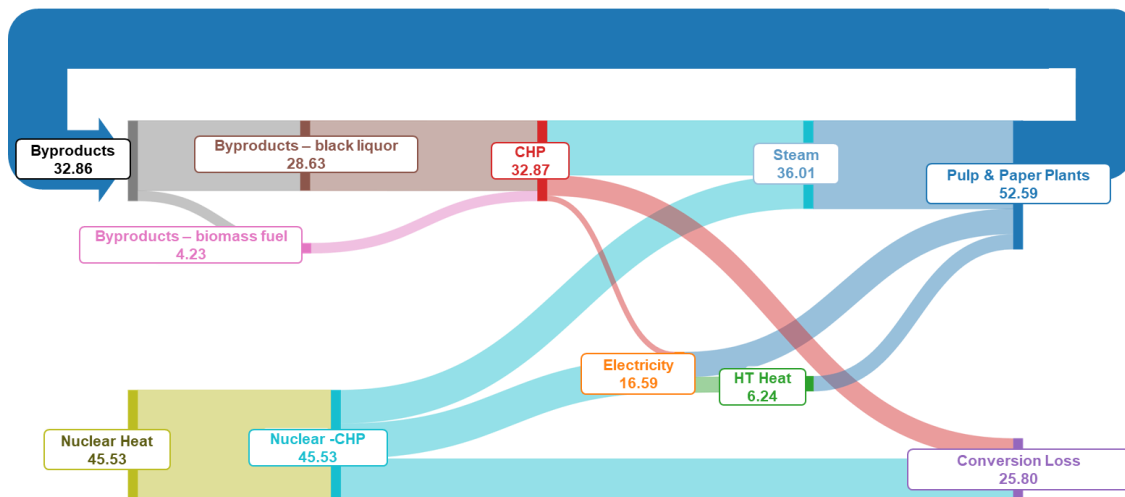 Byproducts
32.86
Byproducts – black liquor
28.63
CHP
32.87
Steam
36.01
Pulp & Paper Plants
52.59
Byproducts – biomass fuel
4.23
Electricity
16.59
HT Heat
6.24
Nuclear Heat
45.53
Nuclear -CHP
45.53
Conversion Loss
25.80